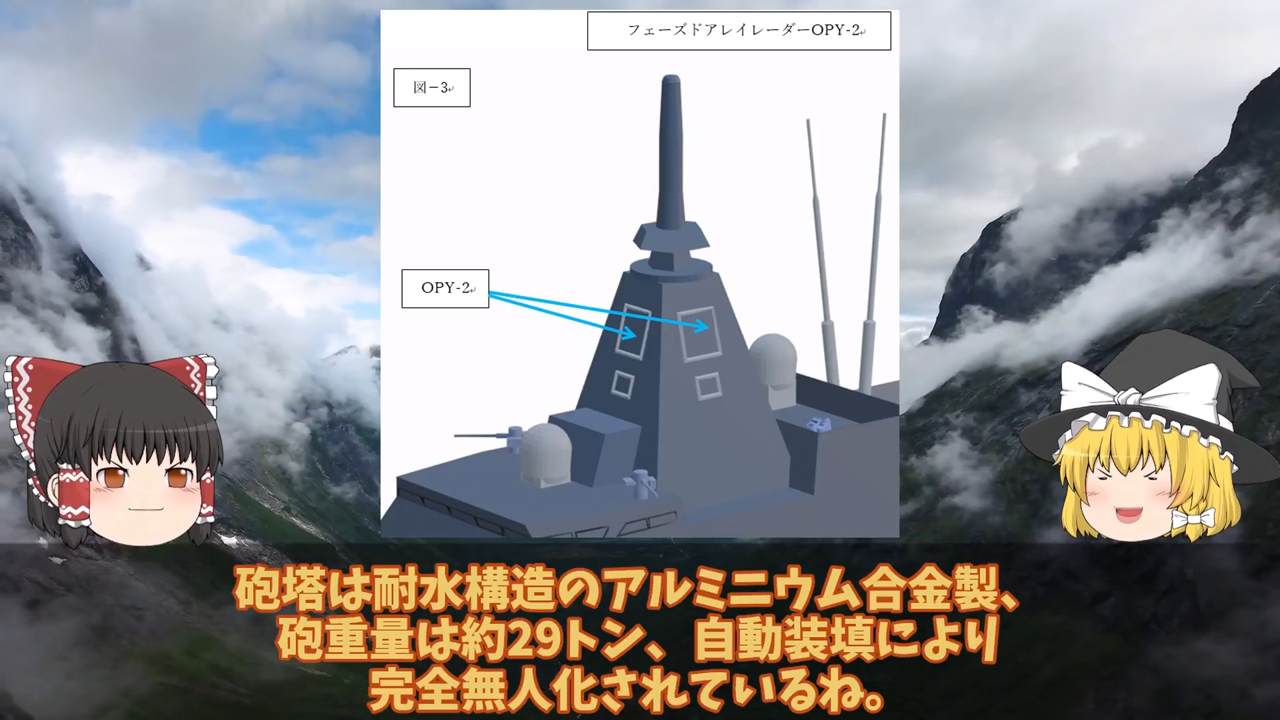 フェーズドアレイレーダーOPY-2
図－3
OPY-2
砲塔は耐水構造のアルミニウム合金製、
砲重量は約29トン、自動装填により
完全無人化されているね。